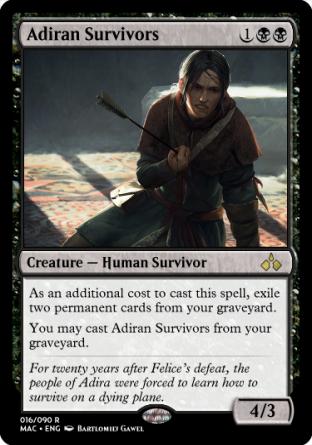 Adiran Survivors 1
Creature — Human Survivor
As an additional cost to cast this spell, exile
two permanent cards from your graveyard.
You may cast Adiran Survivors from your
graveyard.
For twenty years after Felice's defeat, the
people of Adira were forced to learn how to
survive on a dying plane.
4/3
016/090 R
MAC • ENG Bartlomiej Gawel